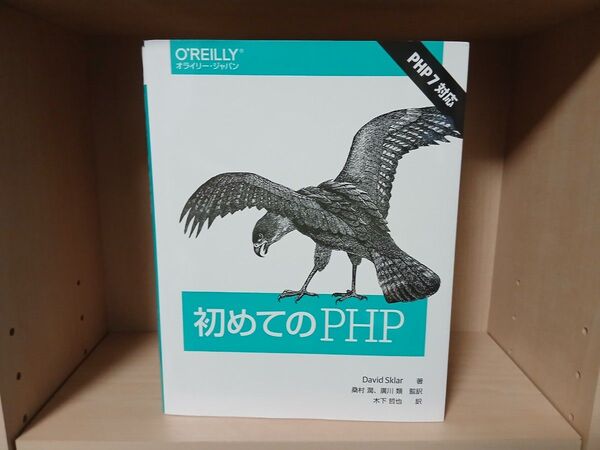 O'REILLY®
オライリー・ジャパン
PHP 7 対応
初めてのPHP
David Sklar 著
桑村 潤、廣川 類 監訳
木下 哲也 訳